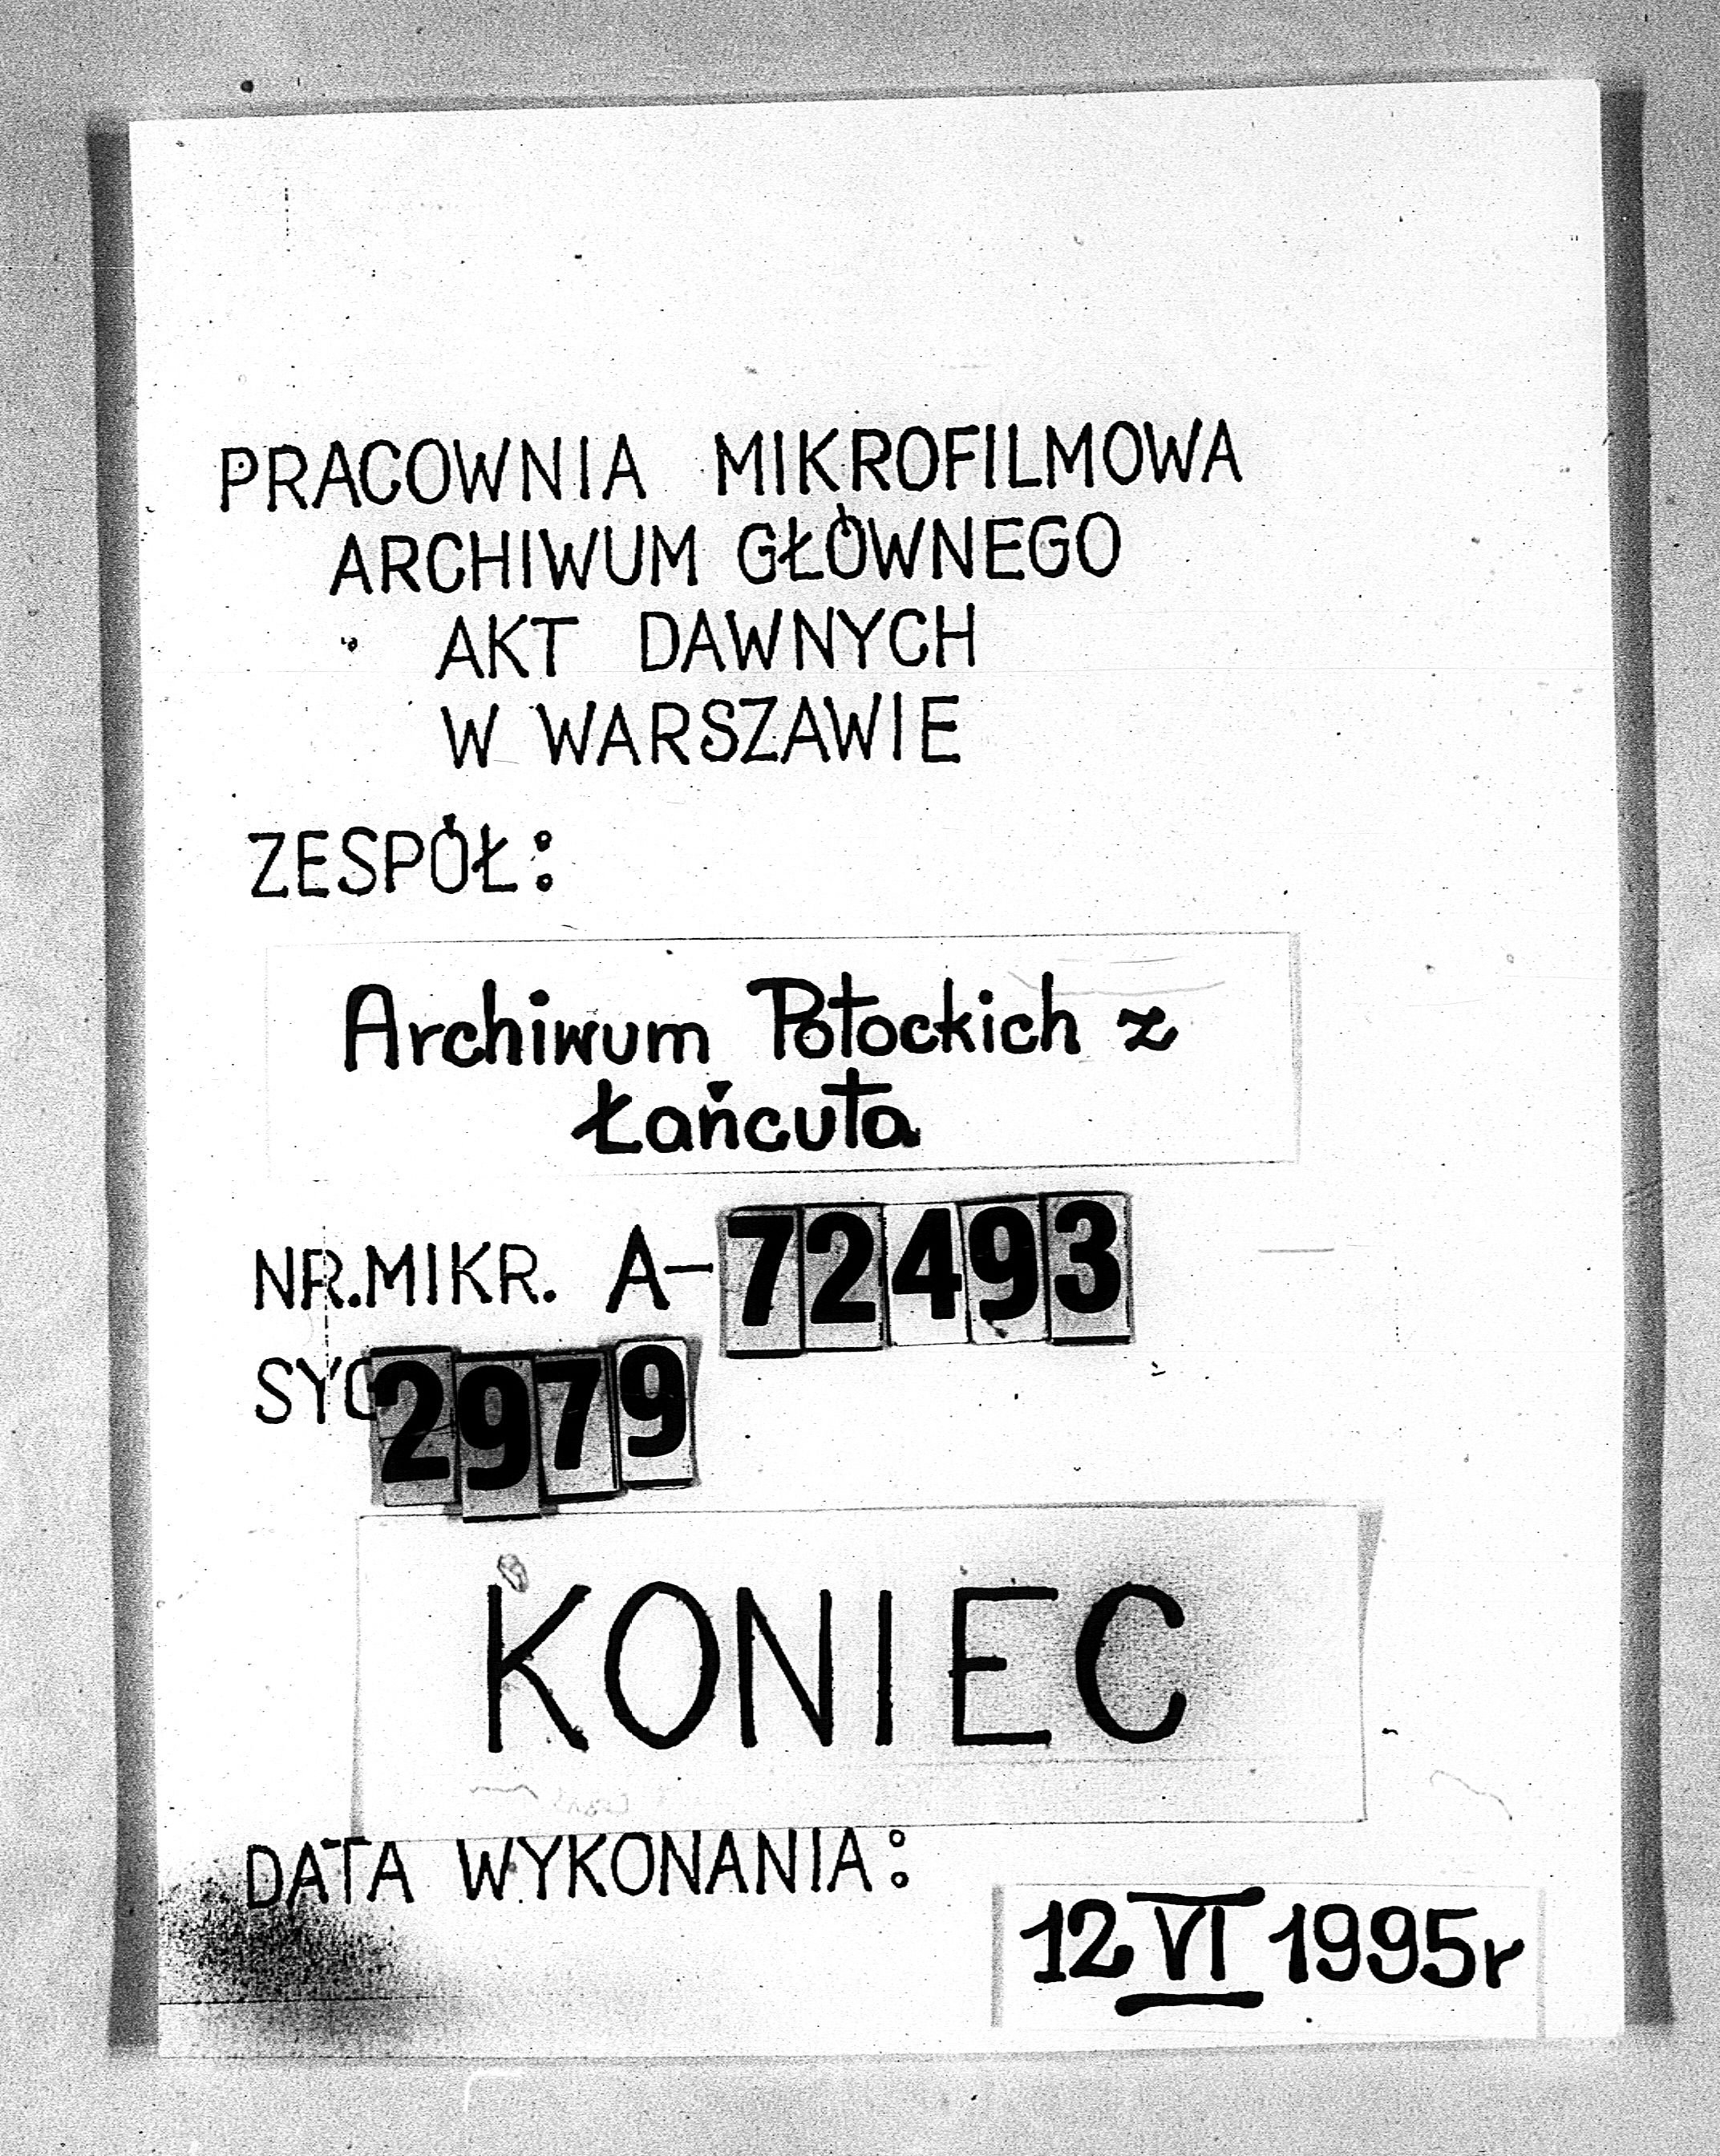 PRACOWNIA MIKROFILMOWA
ARCHIWUM GŁÓWNEGO
AKT DAWNYCH
W WARSZAWIE
ZESPÓŁ:
Archiwum Potockich z
Łańcuta
NR.MIKR. A-72493
SYG 2979
KONIEC
DATA WYKONANIA:
12 VI 1995r